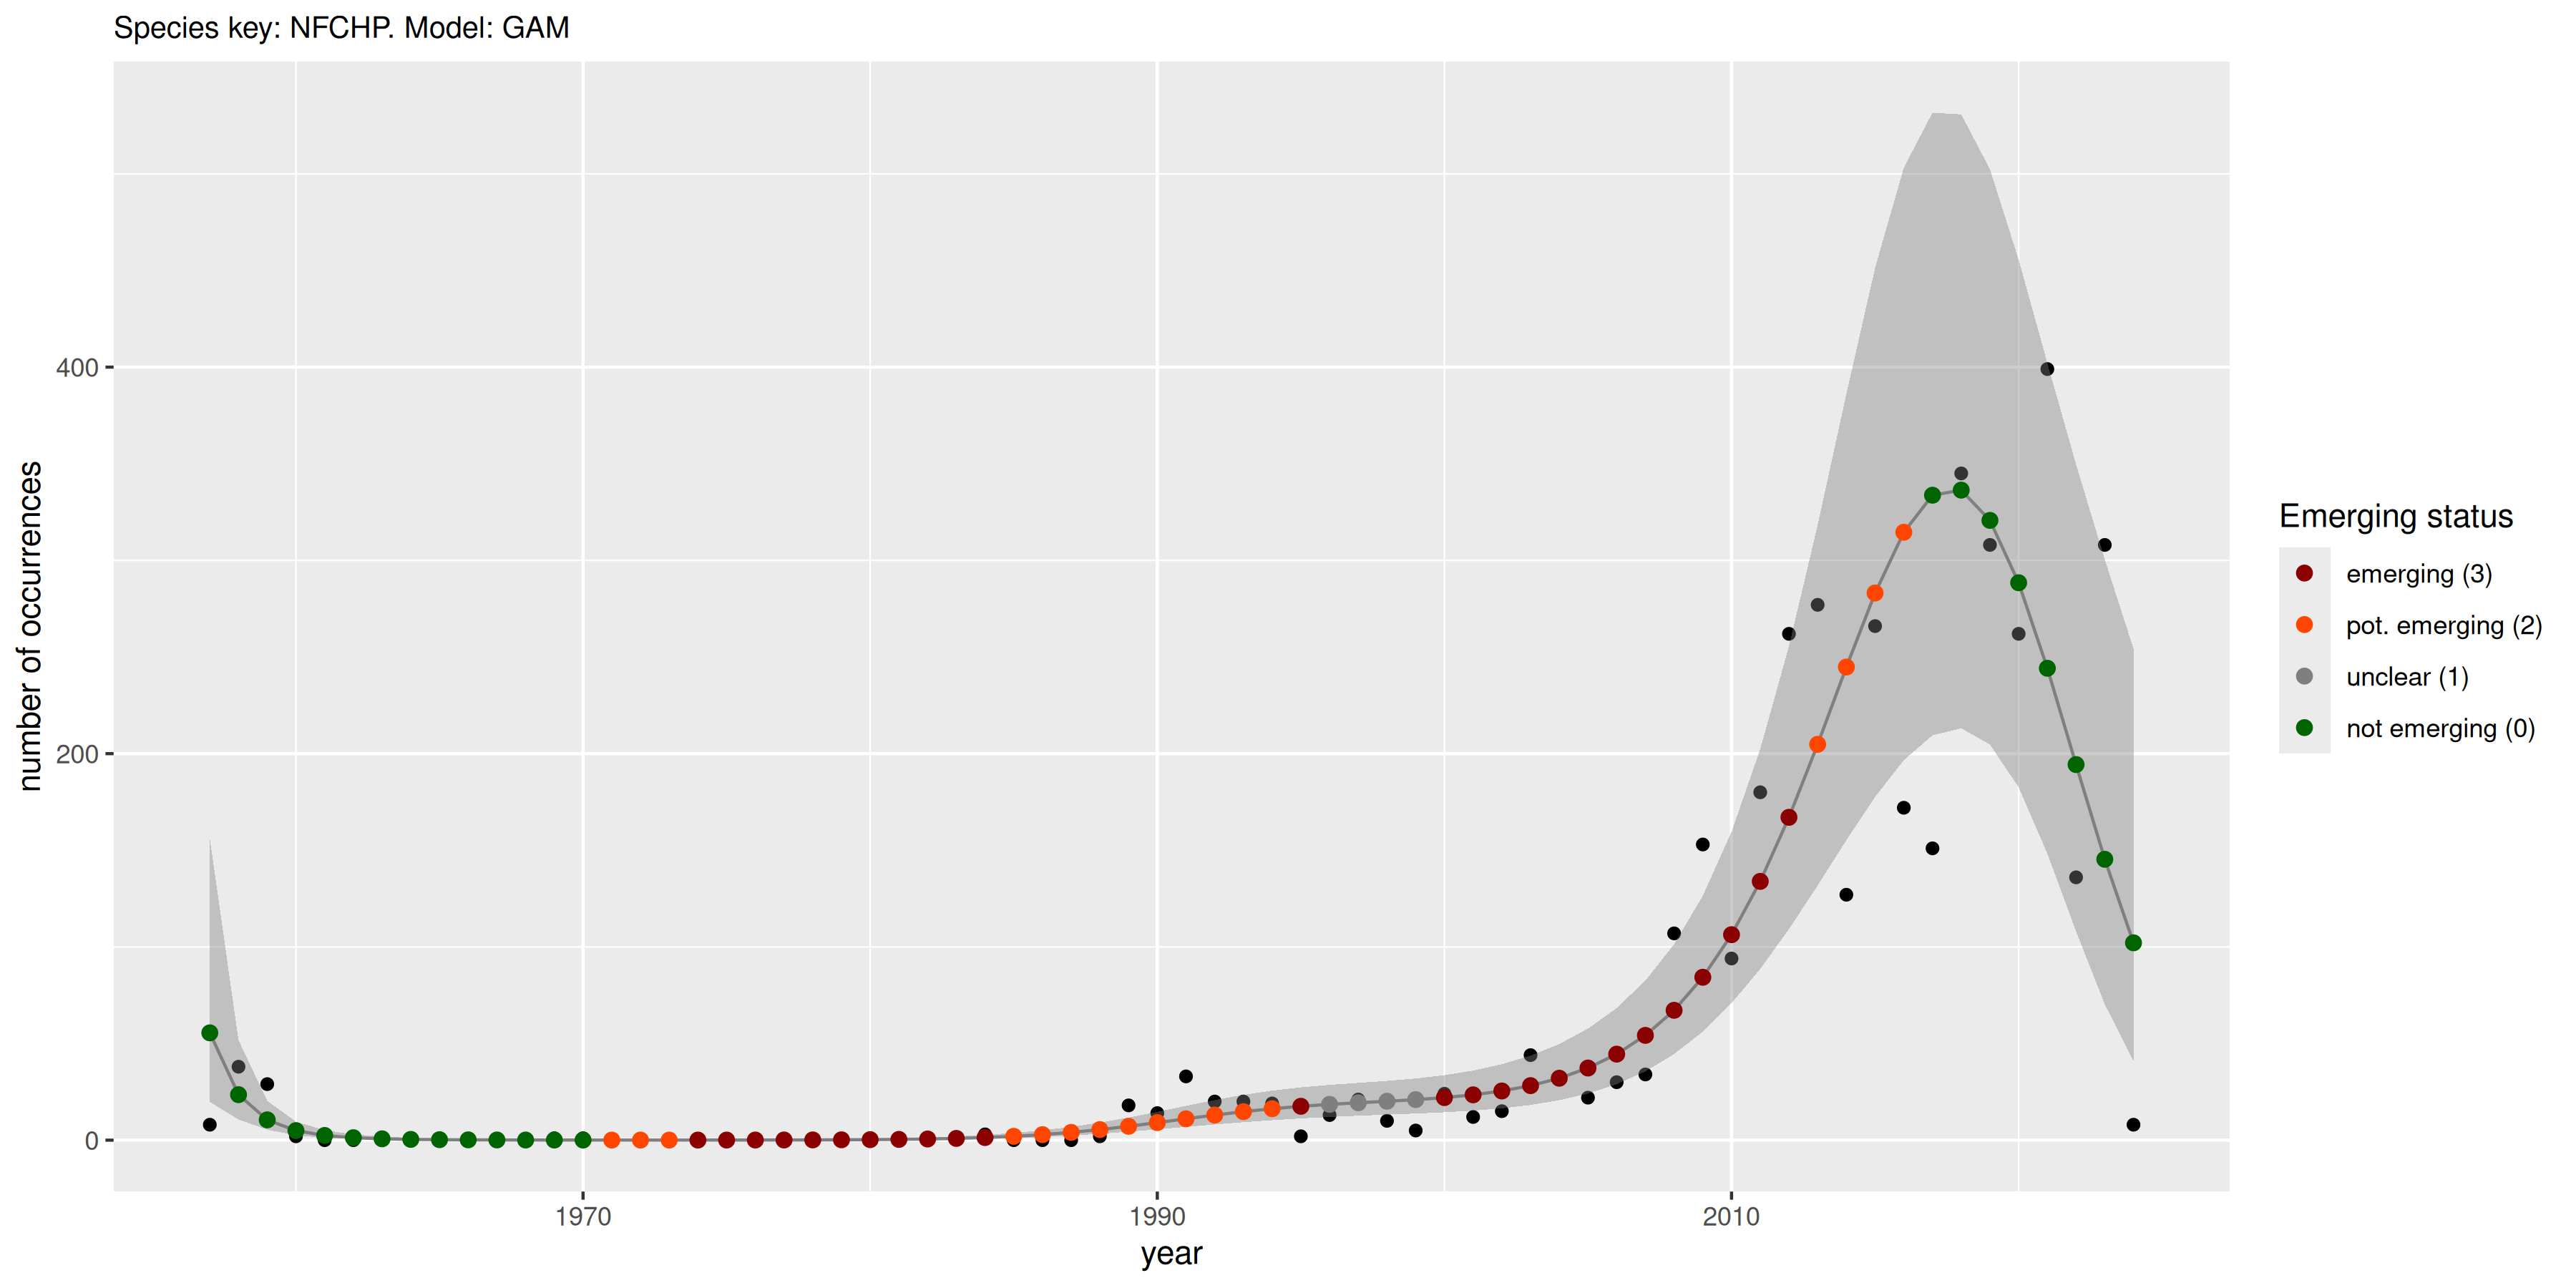 Species key: NFCHP. Model: GAM
number of occurrences
400
200
0
1970
1990
2010
year
Emerging status
emerging (3)
pot. emerging (2)
unclear (1)
not emerging (0)